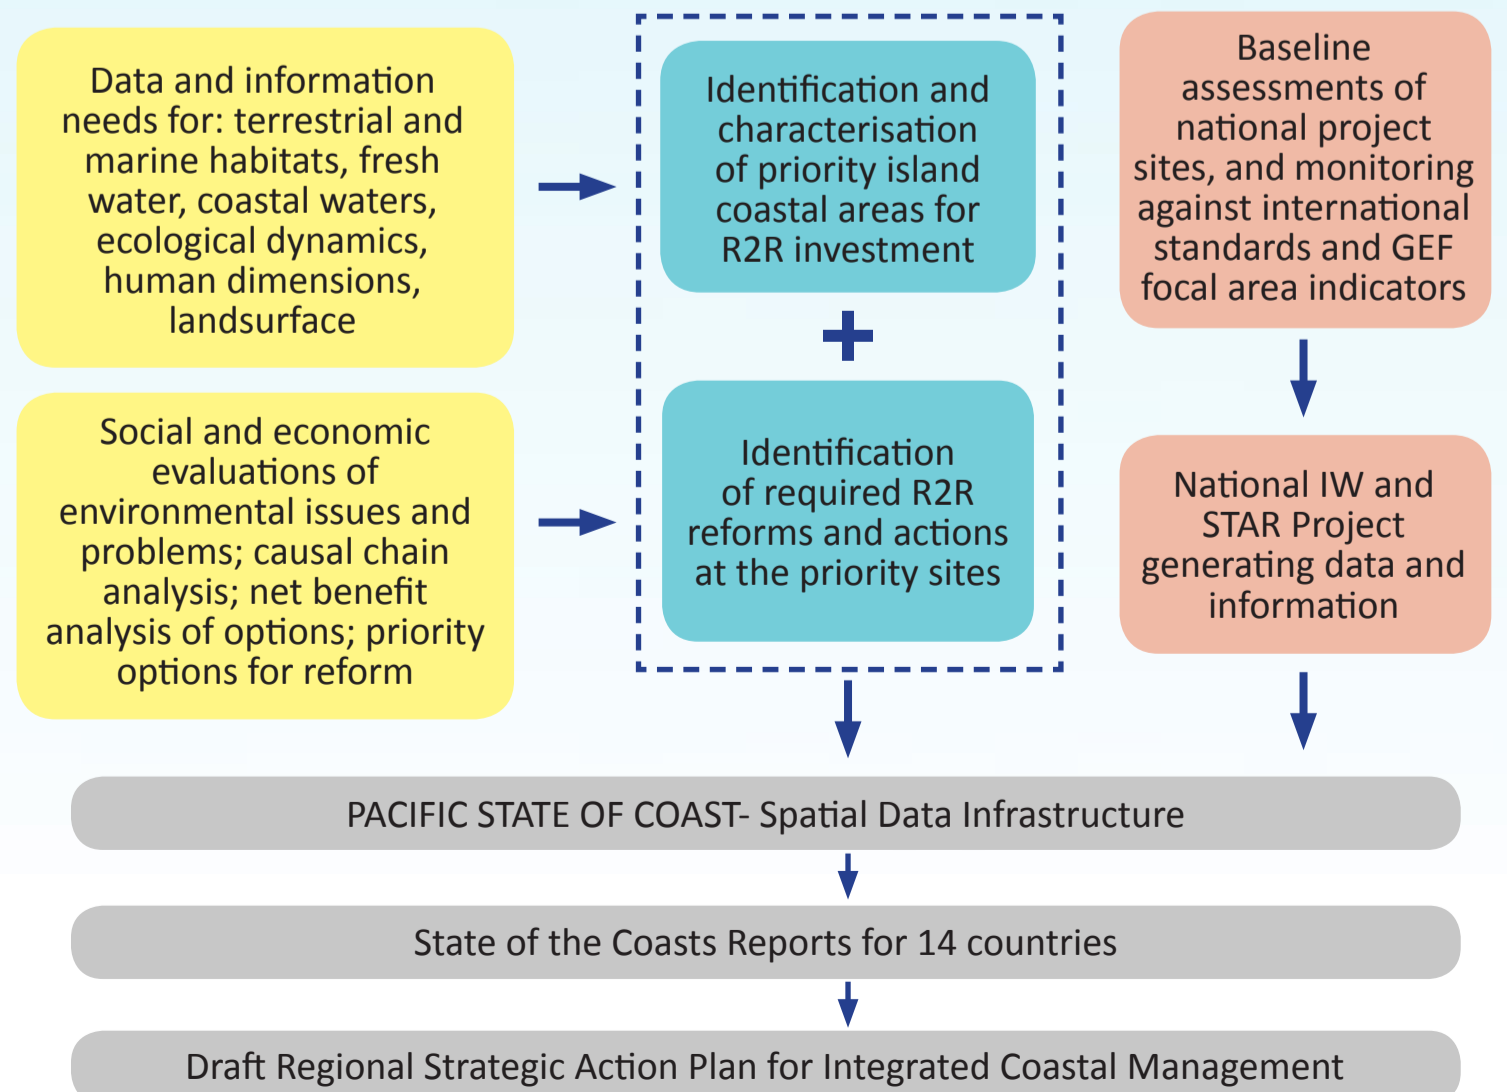 Data and information
needs for: terrestrial and
marine habitats, fresh
water, coastal waters,
ecological dynamics,
human dimensions,
landsurface
Social and economic
evaluations of
environmental issues and
problems; causal chain
analysis; net benefit
analysis of options; priority
options for reform
Identification and
characterisation
of priority island
coastal areas for
R2R investment
+
Identification
of required R2R
reforms and actions
at the priority sites
Baseline
assessments of
national project
sites, and monitoring
against international
standards and GEF
focal area indicators
National IW and
STAR Project
generating data and
information
PACIFIC STATE OF COAST- Spatial Data Infrastructure
State of the Coasts Reports for 14 countries
Draft Regional Strategic Action Plan for Integrated Coastal Management